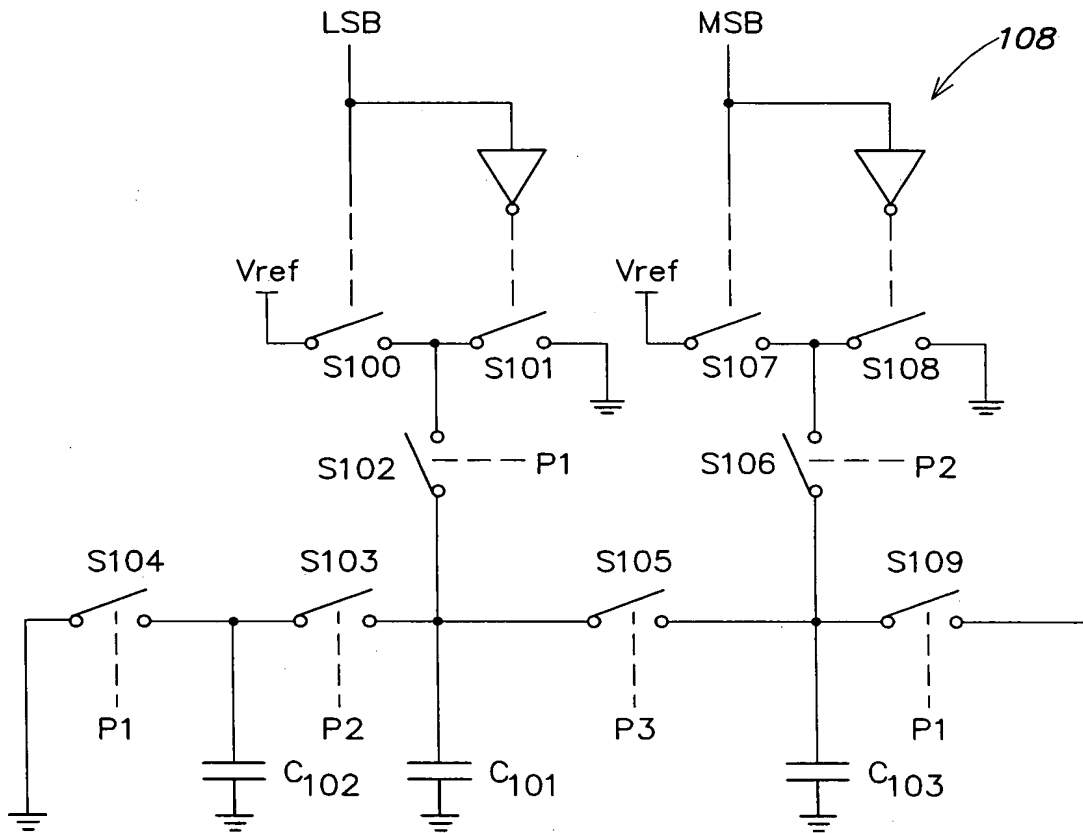 LSB MSB
108
Vref Vref
S100 S101 S107 S108
S102 P1 S106 P2
S104 S103 S105 S109
P1 P2 P3 P1
C102 C101 C103